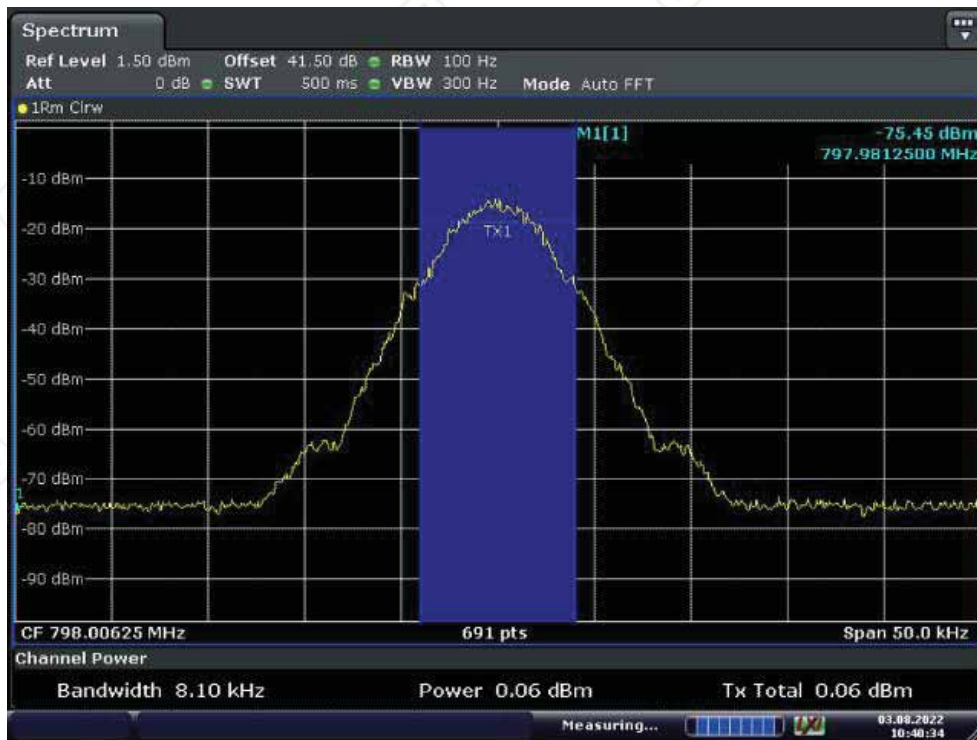 Spectrum
Ref Level 1.50 dBm Offset 41.50 dB RBW 100 Hz
Att 0 dB SWT 500 ms VBW 300 Hz Mode Auto FFT
1Rm Clrw
M1[1] -75.45 dBm
797.9812500 MHz
-10 dBm
-20 dBm
TX1
-30 dBm
-40 dBm
-50 dBm
-60 dBm
-70 dBm
1
-80 dBm
-90 dBm
CF 798.00625 MHz 691 pts Span 50.0 kHz
Channel Power
Bandwidth 8.10 kHz Power 0.06 dBm Tx Total 0.06 dBm
Measuring... LXI 03.08.2022
10:40:34